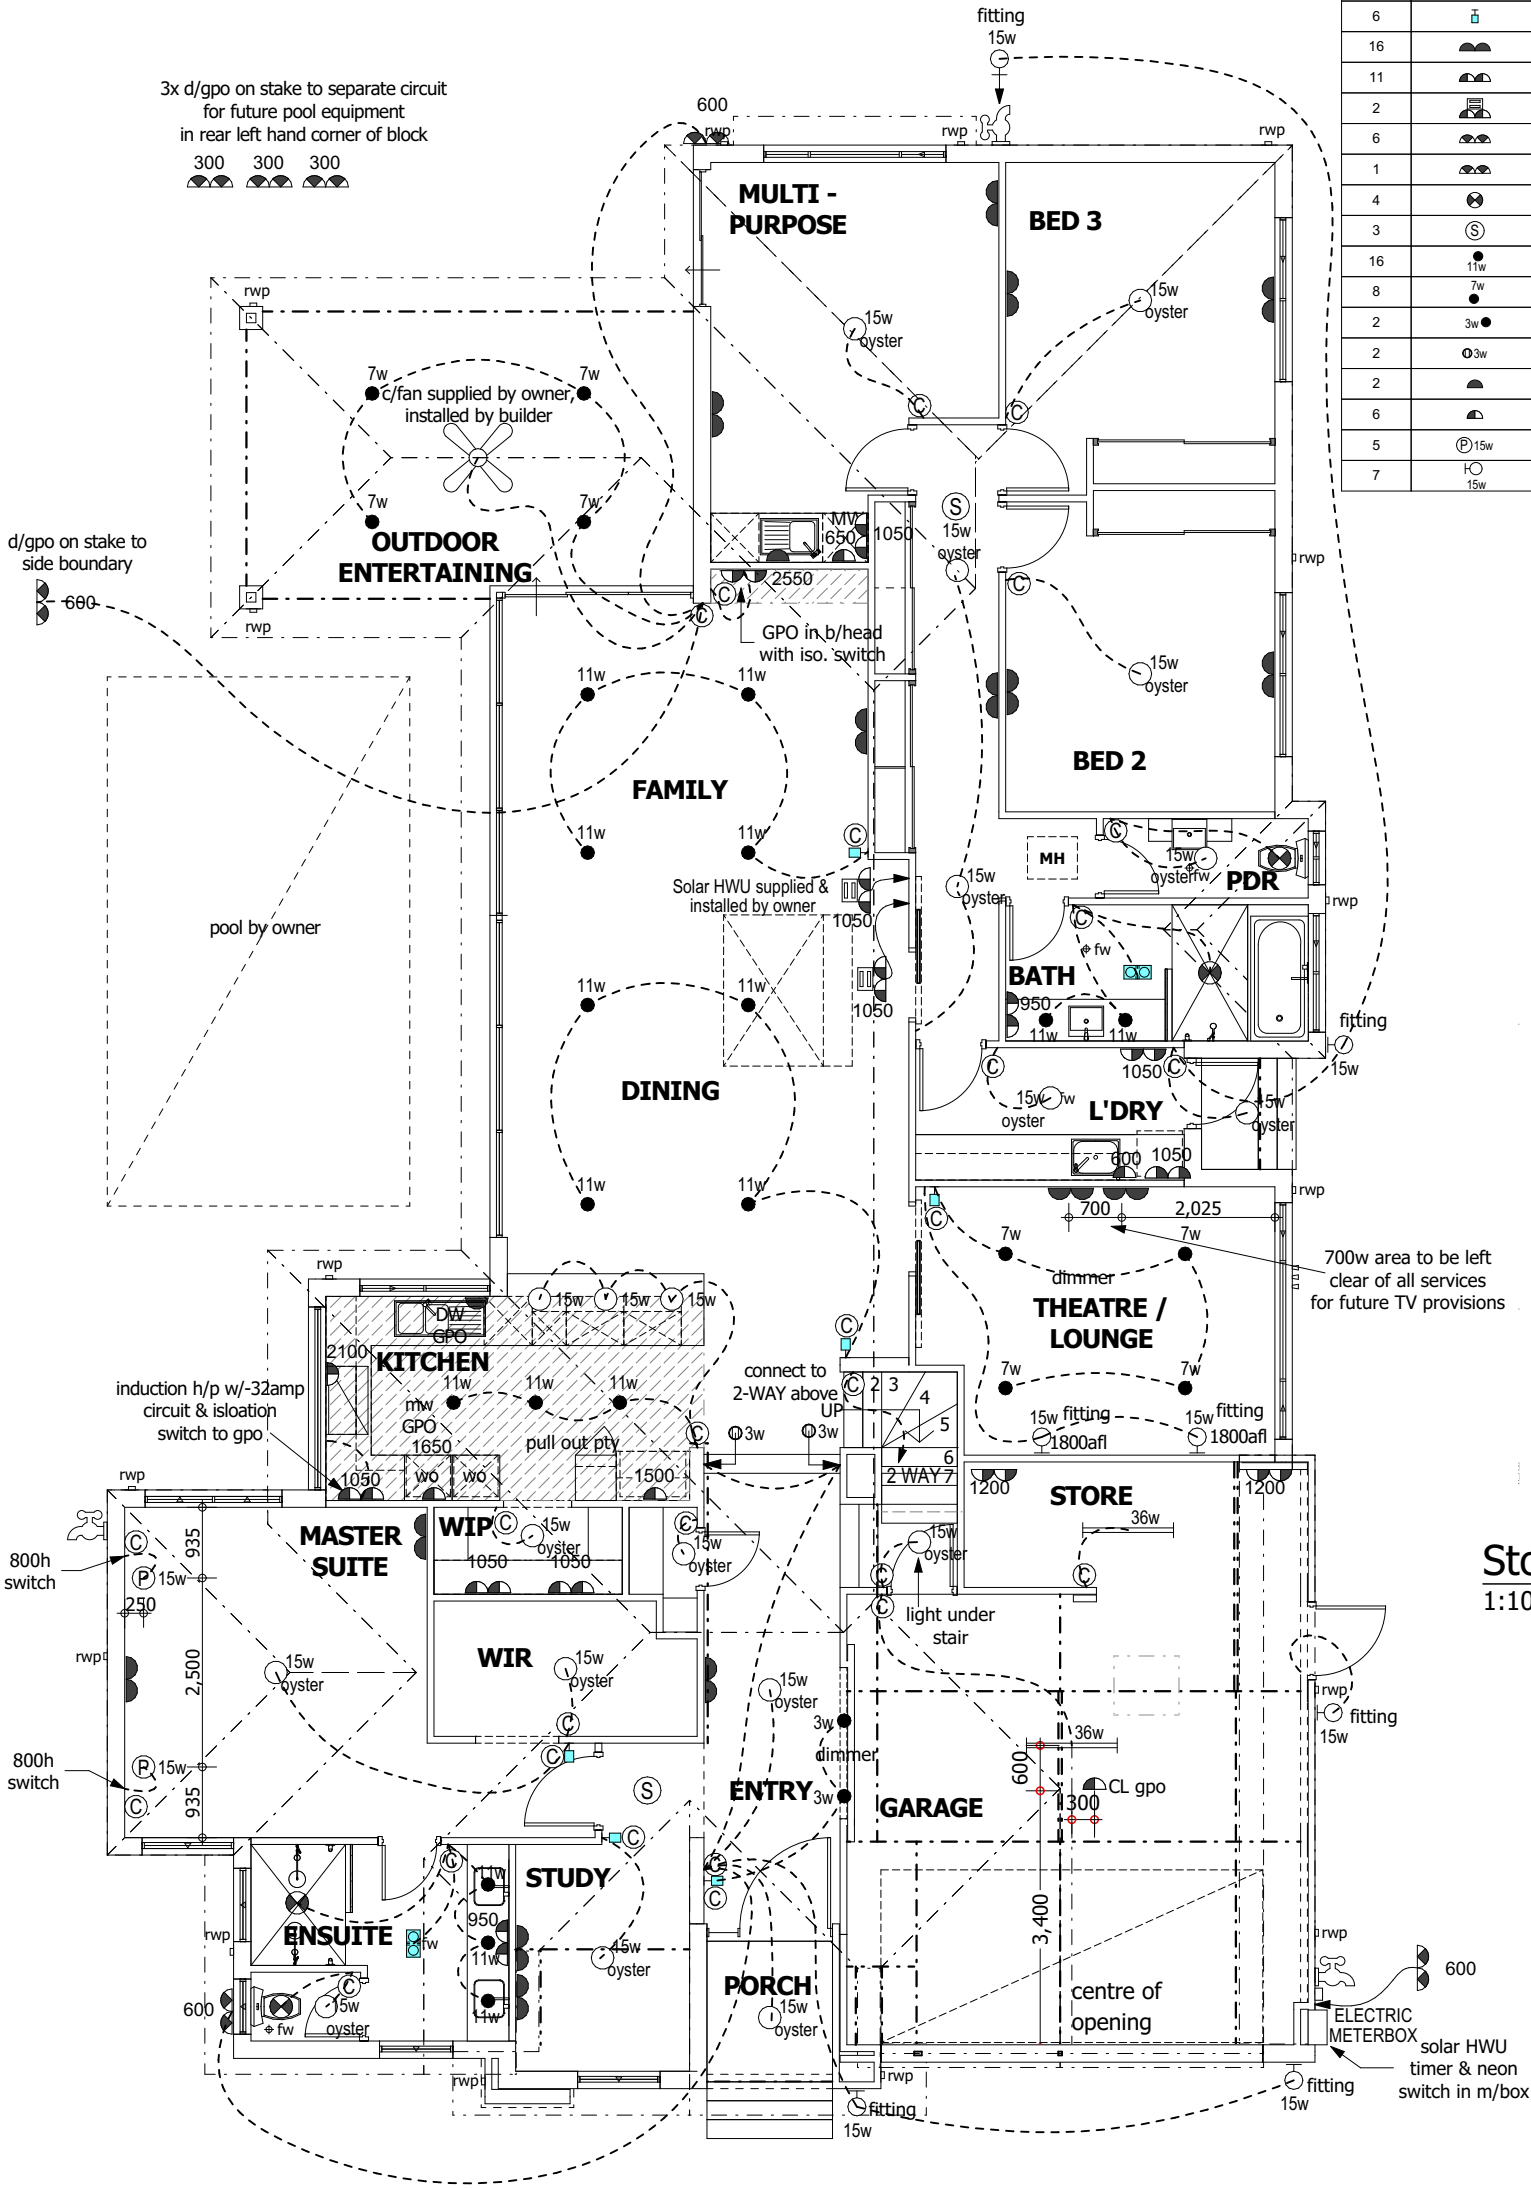 fitting
15w
6
16
11
2
6
1
4
3
S
16
11w
8
7w
2
3w
2
3w
2
6
5
P 15w
7
15w
3x d/gpo on stake to separate circuit
for future pool equipment
in rear left hand corner of block
300 300 300
600
rwp
rwp
rwp
MULTI -
PURPOSE
BED 3
rwp
15w
oyster
15w
oyster
7w
7w
c/fan supplied by owner,
installed by builder
C
C
7w
7w
OUTDOOR
ENTERTAINING
rwp
S
15w
oyster
MW
650
1050
d/gpo on stake to
side boundary
600
rwp
2550
C
C
C
GPO in b/head
with iso. switch
15w
oyster
11w
11w
FAMILY
BED 2
11w
11w
C
C
MH
15w
oyster
fw
PDR
Solar HWU supplied &
installed by owner
1050
15w
oyster
rwp
pool by owner
C
fw
BATH
950
11w
11w
11w
11w
1050
fitting
15w
DINING
C
1050
C
15w
fw
oyster
L'DRY
15w
oyster
600
1050
11w
11w
rwp
C
700
2,025
7w
7w
dimmer
700w area to be left
clear of all services
for future TV provisions
THEATRE /
LOUNGE
rwp
15w
15w
15w
DW
GPO
KITCHEN
2100
C
connect to
2-WAY above
C
2
3
4
5
6
7
UP
2 WAY
7w
7w
induction h/p w/-32amp
circuit & isloation
switch to gpo
11w
11w
11w
mw
GPO
1650
pull out pty
C
3w
3w
15w
fitting
1800afl
15w
fitting
1800afl
1050
wo
wo
1500
1200
STORE
1200
rwp
MASTER
SUITE
WIP
C
15w
oyster
C
15w
oyster
36w
15w
oyster
C
800h
switch
C
P 15w
935
1050
1050
C
C
light under
stair
Sto
1:10
250
WIR
rwp
2,500
15w
oyster
15w
oyster
15w
oyster
C
3w
dimmer
3w
rwp
fitting
15w
36w
600
800h
switch
P 15w
C
935
C
S
ENTRY
GARAGE
CL gpo
300
C
STUDY
C
11w
C
C
950
ENSUITE
fw
11w
rwp
15w
oyster
3,400
rwp
PORCH
centre of
opening
600
600
C
15w
oyster
fw
11w
15w
oyster
ELECTRIC
METERBOX
solar HWU
timer & neon
switch in m/box
rwp
rwp
fitting
15w
fitting
15w